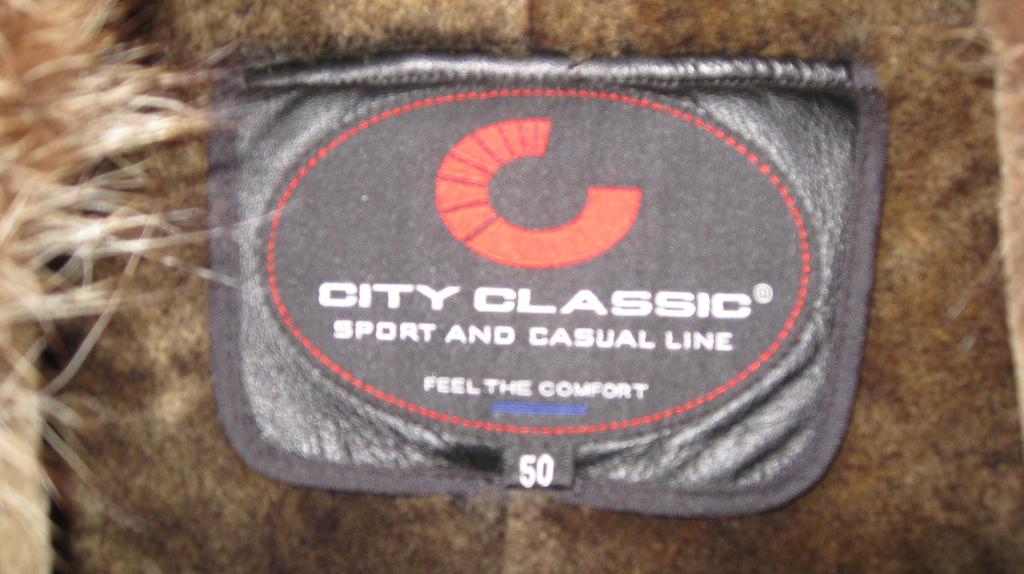 CITY CLASSIC®
SPORT AND CASUAL LINE
FEEL THE COMFORT
50